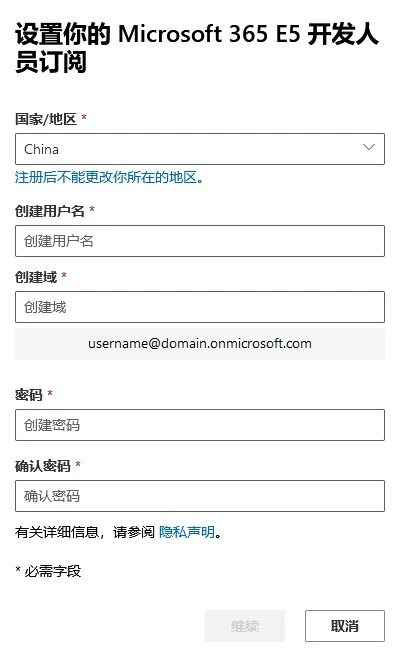 设置你的 Microsoft 365 E5 开发人
员订阅
国家/地区 *
China
注册后不能更改你所在的地区。
创建用户名 *
创建用户名
创建域 *
创建域
username@domain.onmicrosoft.com
密码 *
创建密码
确认密码 *
确认密码
有关详细信息，请参阅 隐私声明。
* 必需字段
继续 取消